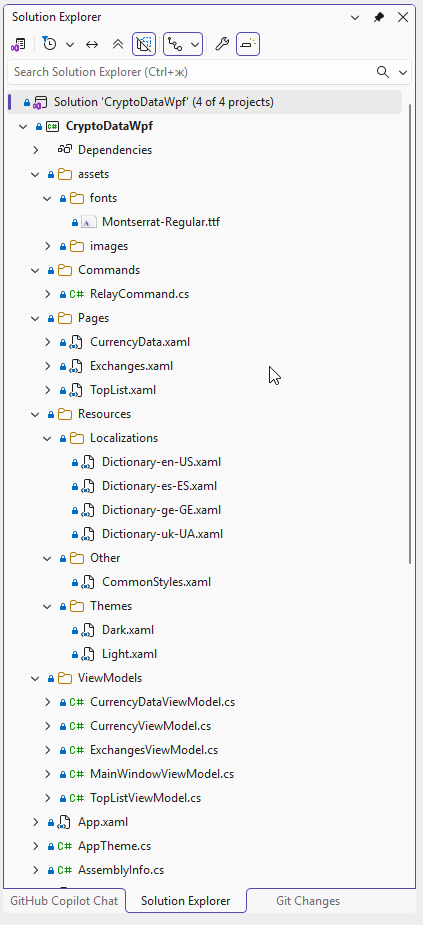 Solution Explorer
Search Solution Explorer (Ctrl+ж)
Solution 'CryptoDataWpf' (4 of 4 projects)
C# CryptoDataWpf
Dependencies
assets
fonts
A Montserrat-Regular.ttf
images
Commands
C# RelayCommand.cs
Pages
CurrencyData.xaml
Exchanges.xaml
TopList.xaml
Resources
Localizations
Dictionary-en-US.xaml
Dictionary-es-ES.xaml
Dictionary-ge-GE.xaml
Dictionary-uk-UA.xaml
Other
CommonStyles.xaml
Themes
Dark.xaml
Light.xaml
ViewModels
C# CurrencyDataViewModel.cs
C# CurrencyViewModel.cs
C# ExchangesViewModel.cs
C# MainWindowViewModel.cs
C# TopListViewModel.cs
App.xaml
C# AppTheme.cs
C# AssemblyInfo.cs
GitHub Copilot Chat Solution Explorer Git Changes